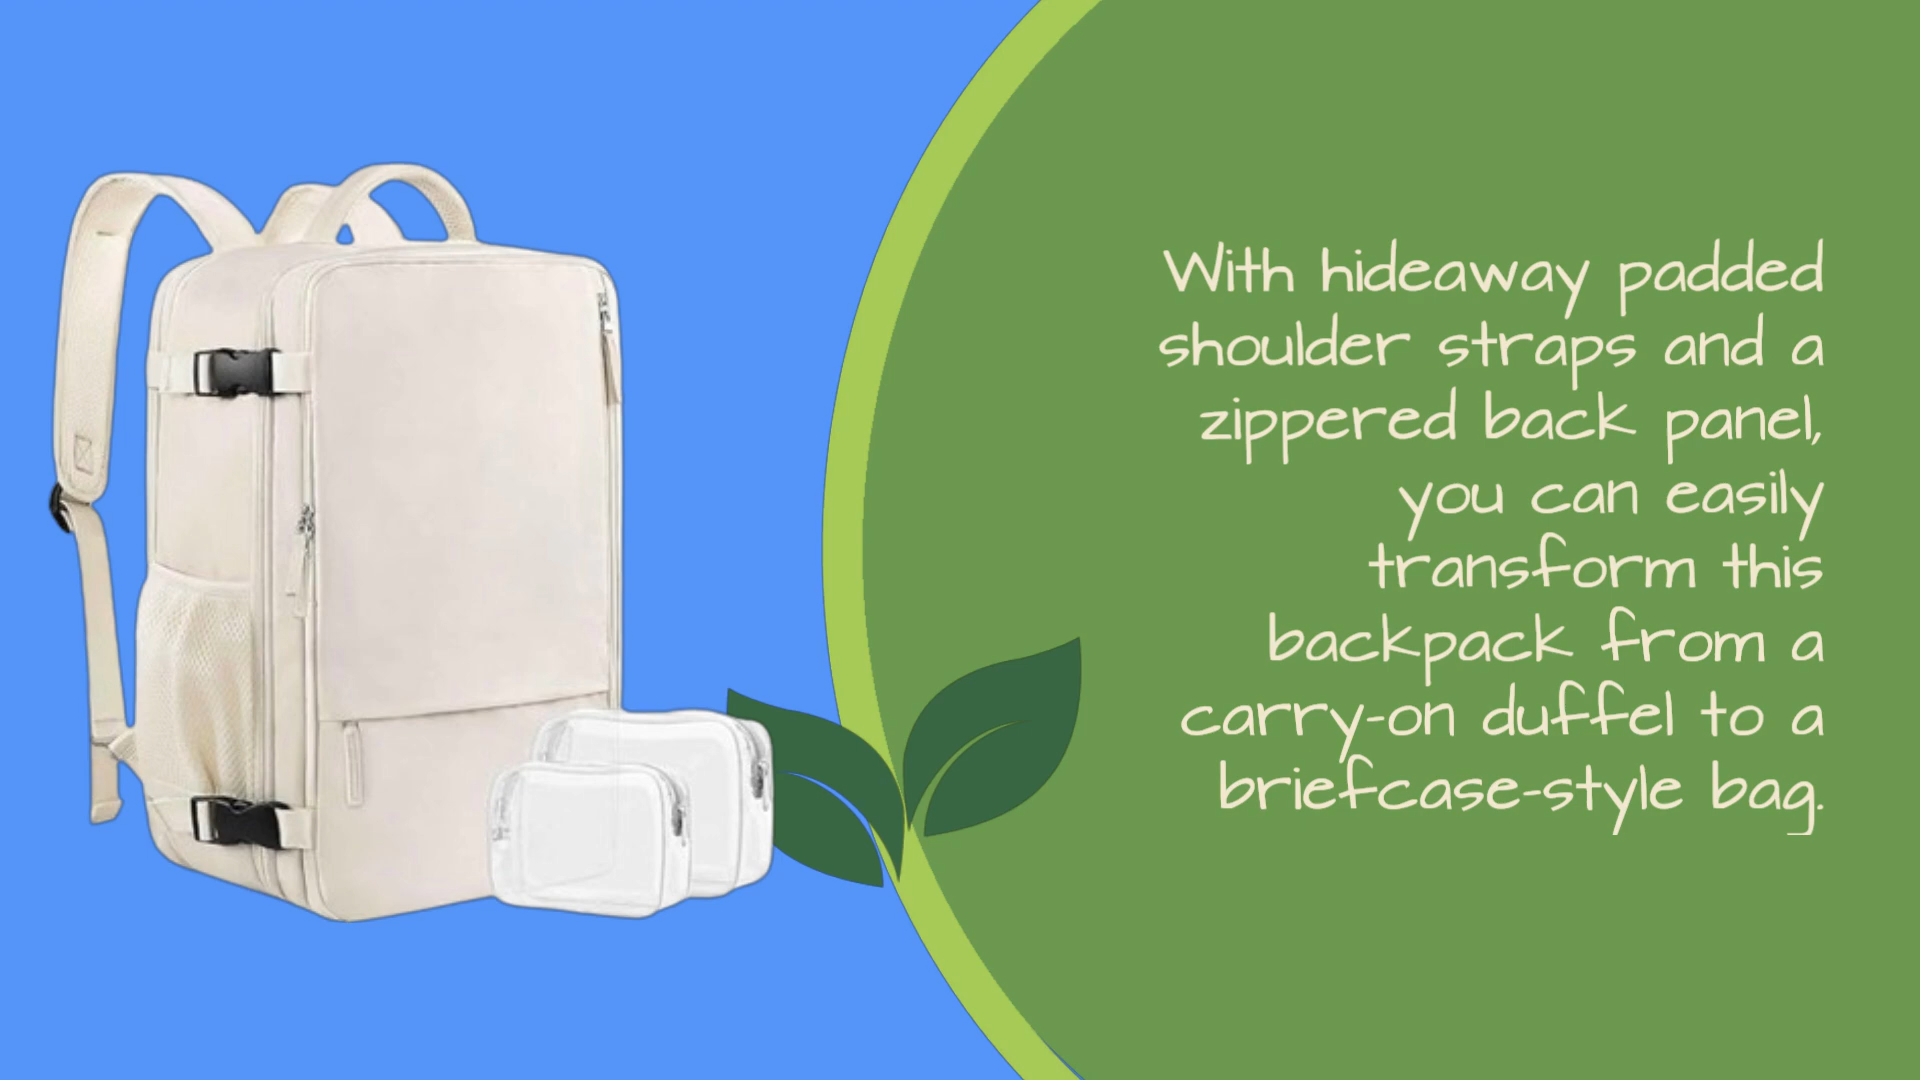 With hideaway padded
shoulder straps and a
zippered back panel,
you can easily
transform this
backpack from a
carry-on duffel to a
briefcase-style bag.